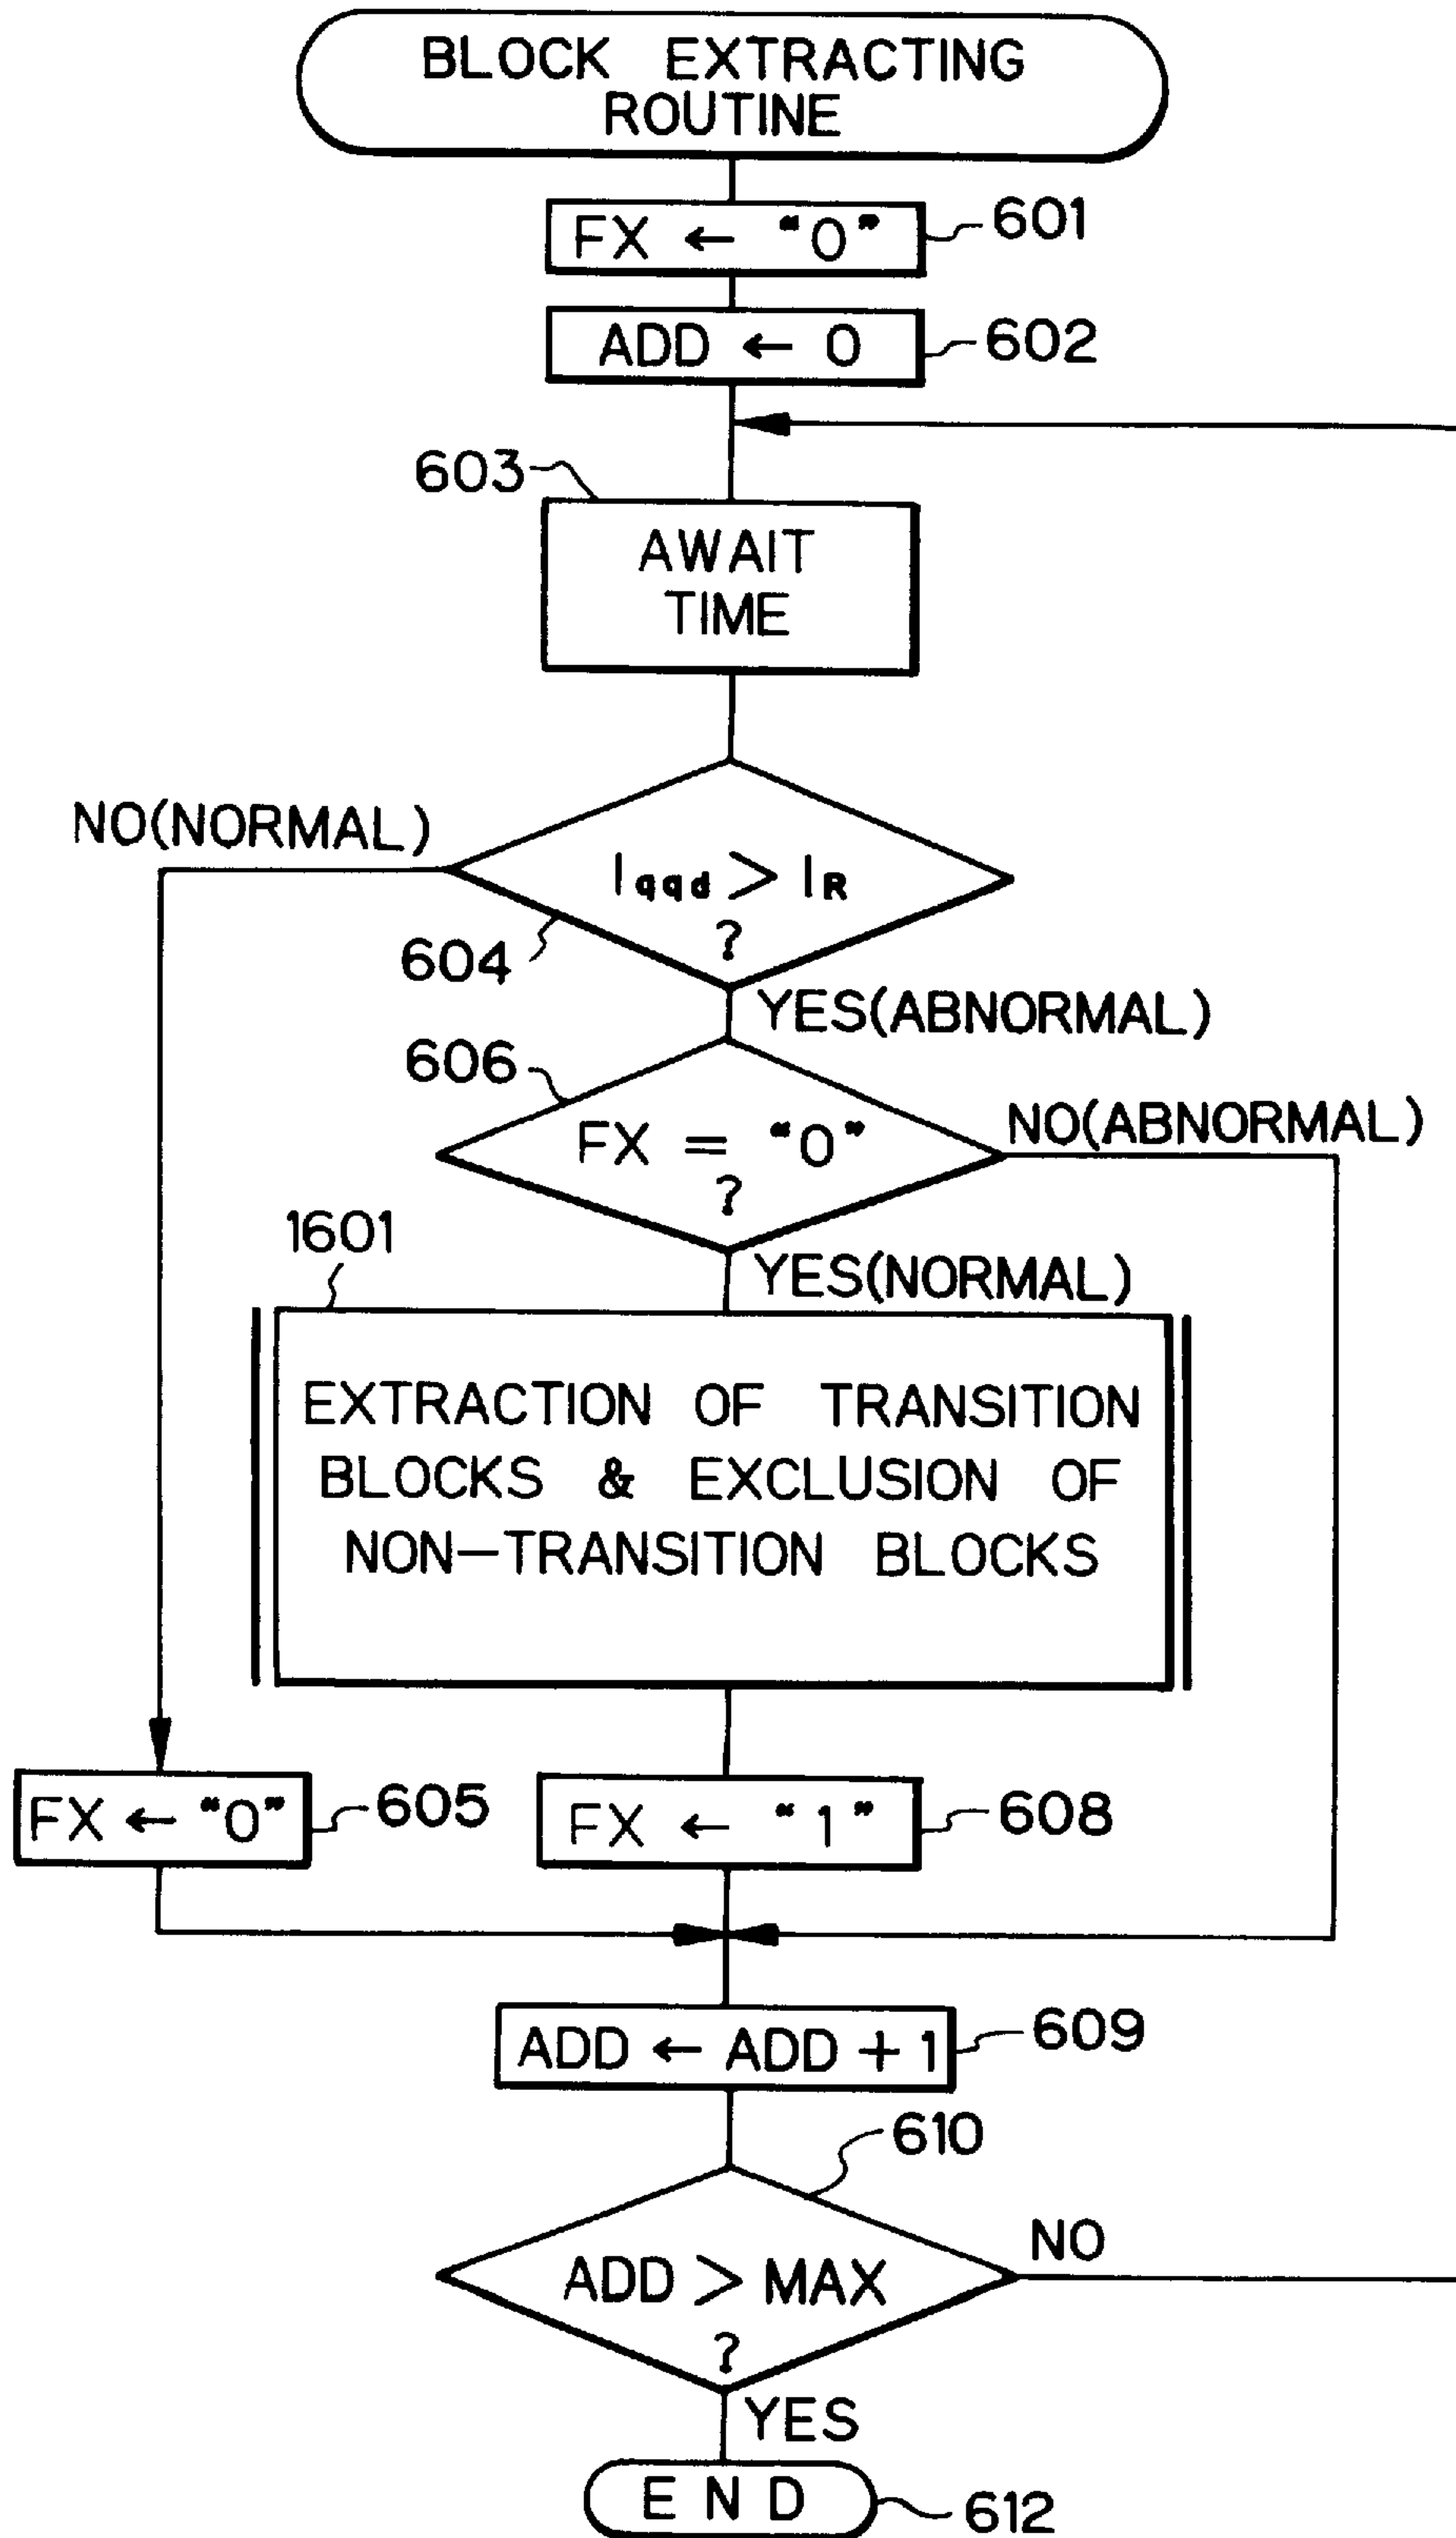 BLOCK EXTRACTING
ROUTINE
FX ← “0”
601
ADD ← 0
602
603
AWAIT
TIME
NO(NORMAL)
Iqqd > IR
?
604
YES(ABNORMAL)
606
FX = “0”
?
NO(ABNORMAL)
1601
YES(NORMAL)
EXTRACTION OF TRANSITION
BLOCKS & EXCLUSION OF
NON-TRANSITION BLOCKS
FX ← “0”
605
FX ← “1”
608
ADD ← ADD + 1
609
610
ADD > MAX
?
NO
YES
END
612